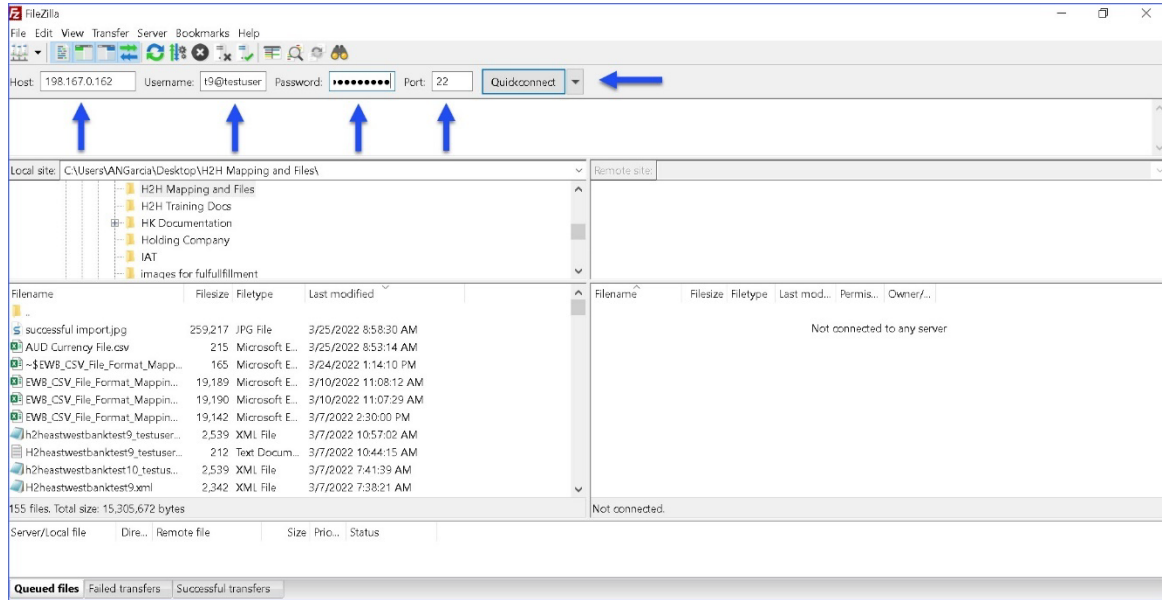 FileZilla
File Edit View Transfer Server Bookmarks Help
Host: 198.167.0.162 Username: t9@testuser Password: ●●●●●●●●● Port: 22 Quickconnect
Local site: C:\Users\ANGarcia\Desktop\H2H Mapping and Files\ Remote site:
H2H Mapping and Files
H2H Training Docs
HK Documentation
Holding Company
IAT
images for fulfullfillment
Filename Filesize Filetype Last modified Filename Filesize Filetype Last mod... Permis... Owner/...
..
successful import.jpg 259,217 JPG File 3/25/2022 8:58:30 AM Not connected to any server
AUD Currency File.csv 215 Microsoft E... 3/25/2022 8:53:14 AM
~$EWB_CSV_File_Format_Mapp... 165 Microsoft E... 3/24/2022 1:14:10 PM
EWB_CSV_File_Format_Mappin... 19,189 Microsoft E... 3/10/2022 11:08:12 AM
EWB_CSV_File_Format_Mappin... 19,190 Microsoft E... 3/10/2022 11:07:29 AM
EWB_CSV_File_Format_Mappin... 19,142 Microsoft E... 3/7/2022 2:30:00 PM
h2heastwestbanktest9_testuser... 2,539 XML File 3/7/2022 10:57:02 AM
H2heastwestbanktest9_testuser... 212 Text Docum... 3/7/2022 10:44:15 AM
h2heastwestbanktest10_testus... 2,539 XML File 3/7/2022 7:41:39 AM
H2heastwestbanktest9.xml 2,342 XML File 3/7/2022 7:38:21 AM
155 files. Total size: 15,305,672 bytes Not connected.
Server/Local file Dire... Remote file Size Prio... Status
Queued files Failed transfers Successful transfers